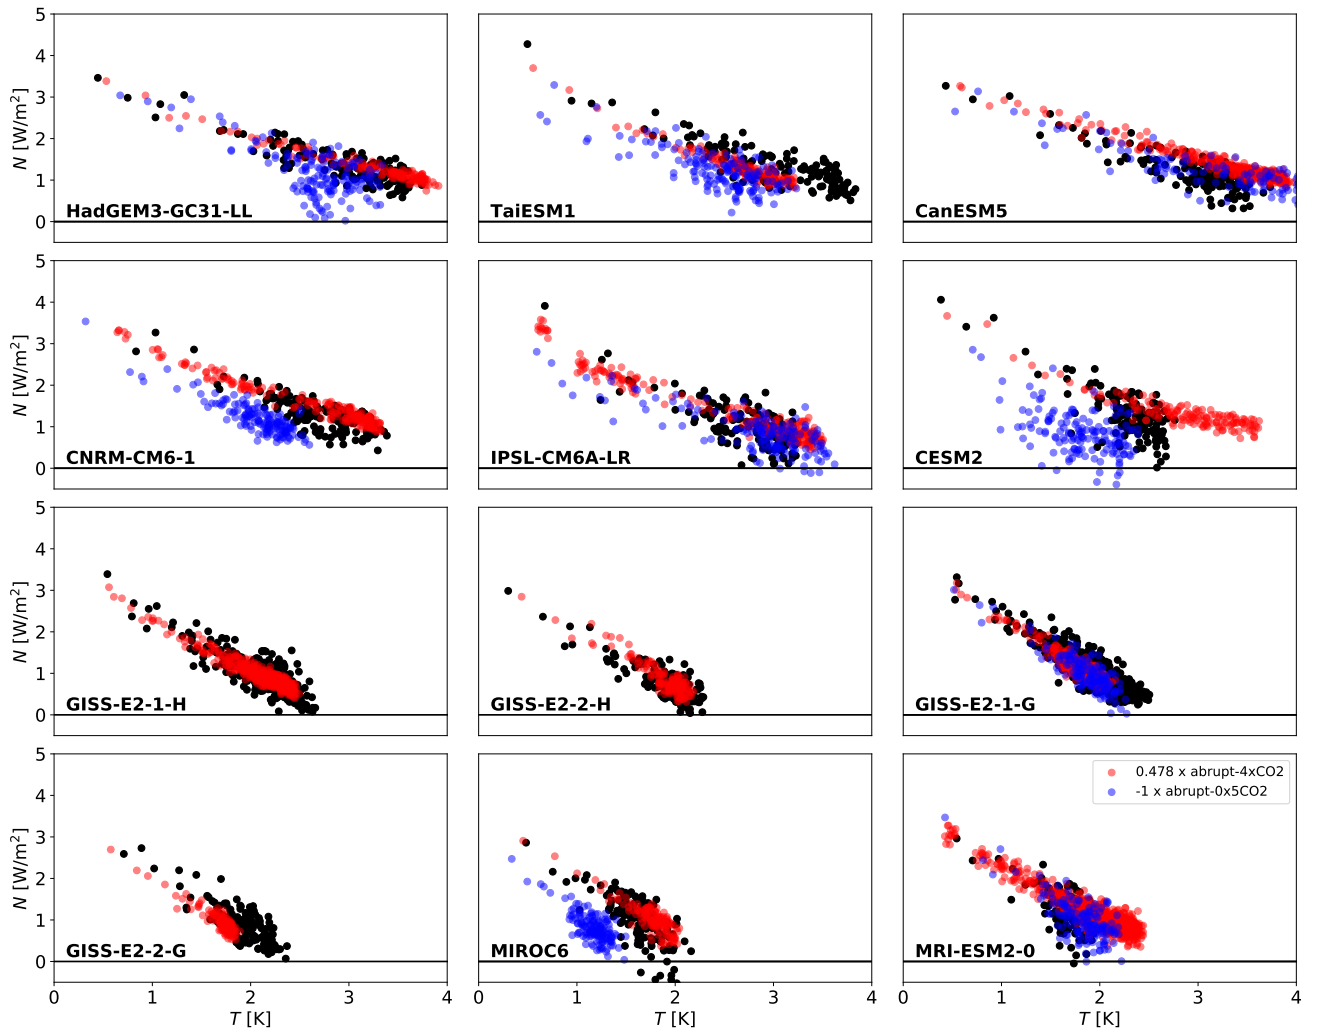 5
4
3
2
1
0
N [W/m²]
HadGEM3-GC31-LL
TaiESM1
CanESM5
5
4
3
2
1
0
N [W/m²]
CNRM-CM6-1
IPSL-CM6A-LR
CESM2
5
4
3
2
1
0
N [W/m²]
GISS-E2-1-H
GISS-E2-2-H
GISS-E2-1-G
5
4
3
2
1
0
N [W/m²]
0.478 x abrupt-4xCO2
-1 x abrupt-0x5CO2
GISS-E2-2-G
MIROC6
MRI-ESM2-0
0 1 2 3
0 1 2 3 4
0 1 2 3 4
T [K]
T [K]
T [K]